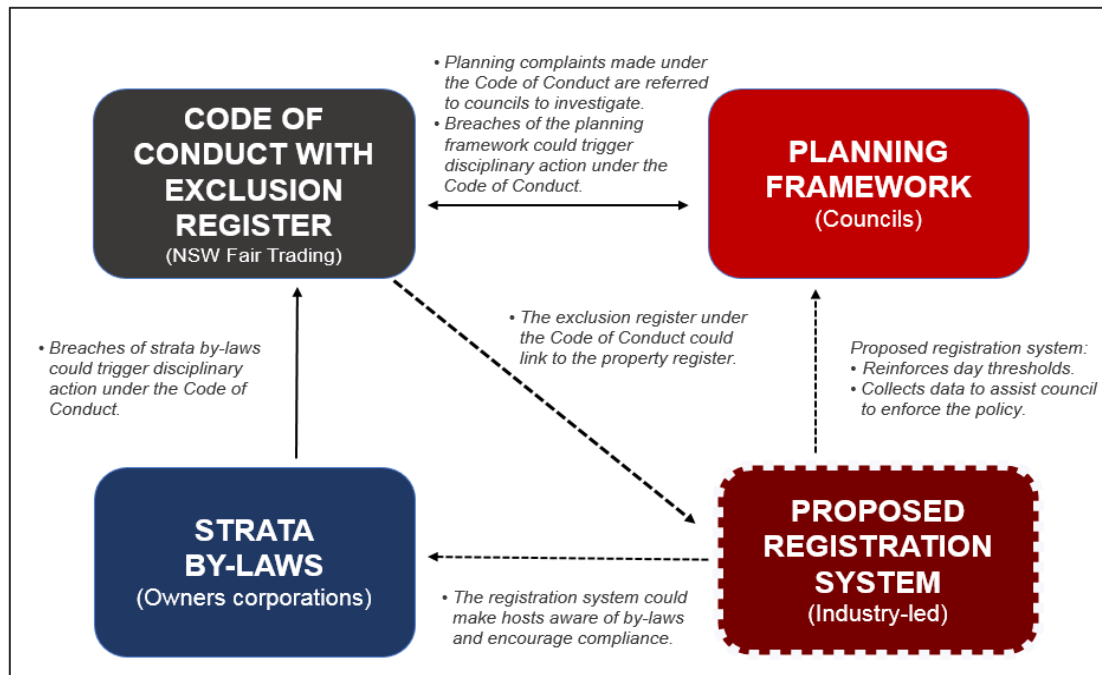 CODE OF
CONDUCT WITH
EXCLUSION
REGISTER
(NSW Fair Trading)
• Planning complaints made under
the Code of Conduct are referred
to councils to investigate.
• Breaches of the planning
framework could trigger
disciplinary action under the
Code of Conduct.
PLANNING
FRAMEWORK
(Councils)
• Breaches of strata by-laws
could trigger disciplinary
action under the Code of
Conduct.
• The exclusion register under
the Code of Conduct could
link to the property register.
Proposed registration system:
• Reinforces day thresholds.
• Collects data to assist council
to enforce the policy.
STRATA
BY-LAWS
(Owners corporations)
• The registration system could
make hosts aware of by-laws
and encourage compliance.
PROPOSED
REGISTRATION
SYSTEM
(Industry-led)